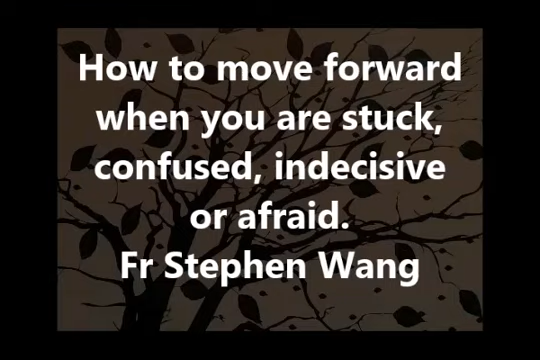 How to move forward
when you are stuck,
confused, indecisive
or afraid.
Fr Stephen Wang